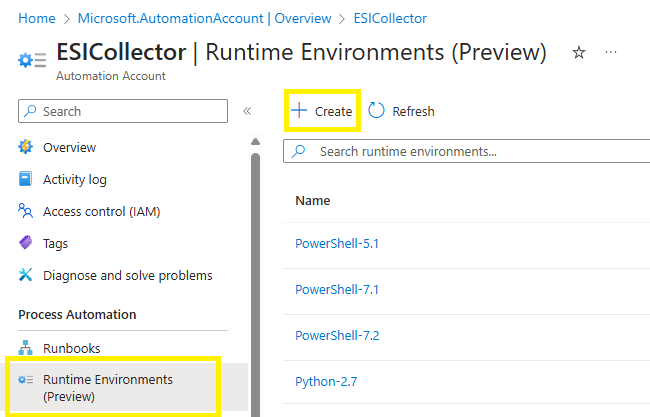 Home > Microsoft.AutomationAccount | Overview > ESICollector
ESICollector | Runtime Environments (Preview)
Automation Account
Search
Create
Refresh
Search runtime environments...
Overview
Activity log
Access control (IAM)
Tags
Diagnose and solve problems
Process Automation
Runbooks
Runtime Environments
(Preview)
Name
PowerShell-5.1
PowerShell-7.1
PowerShell-7.2
Python-2.7